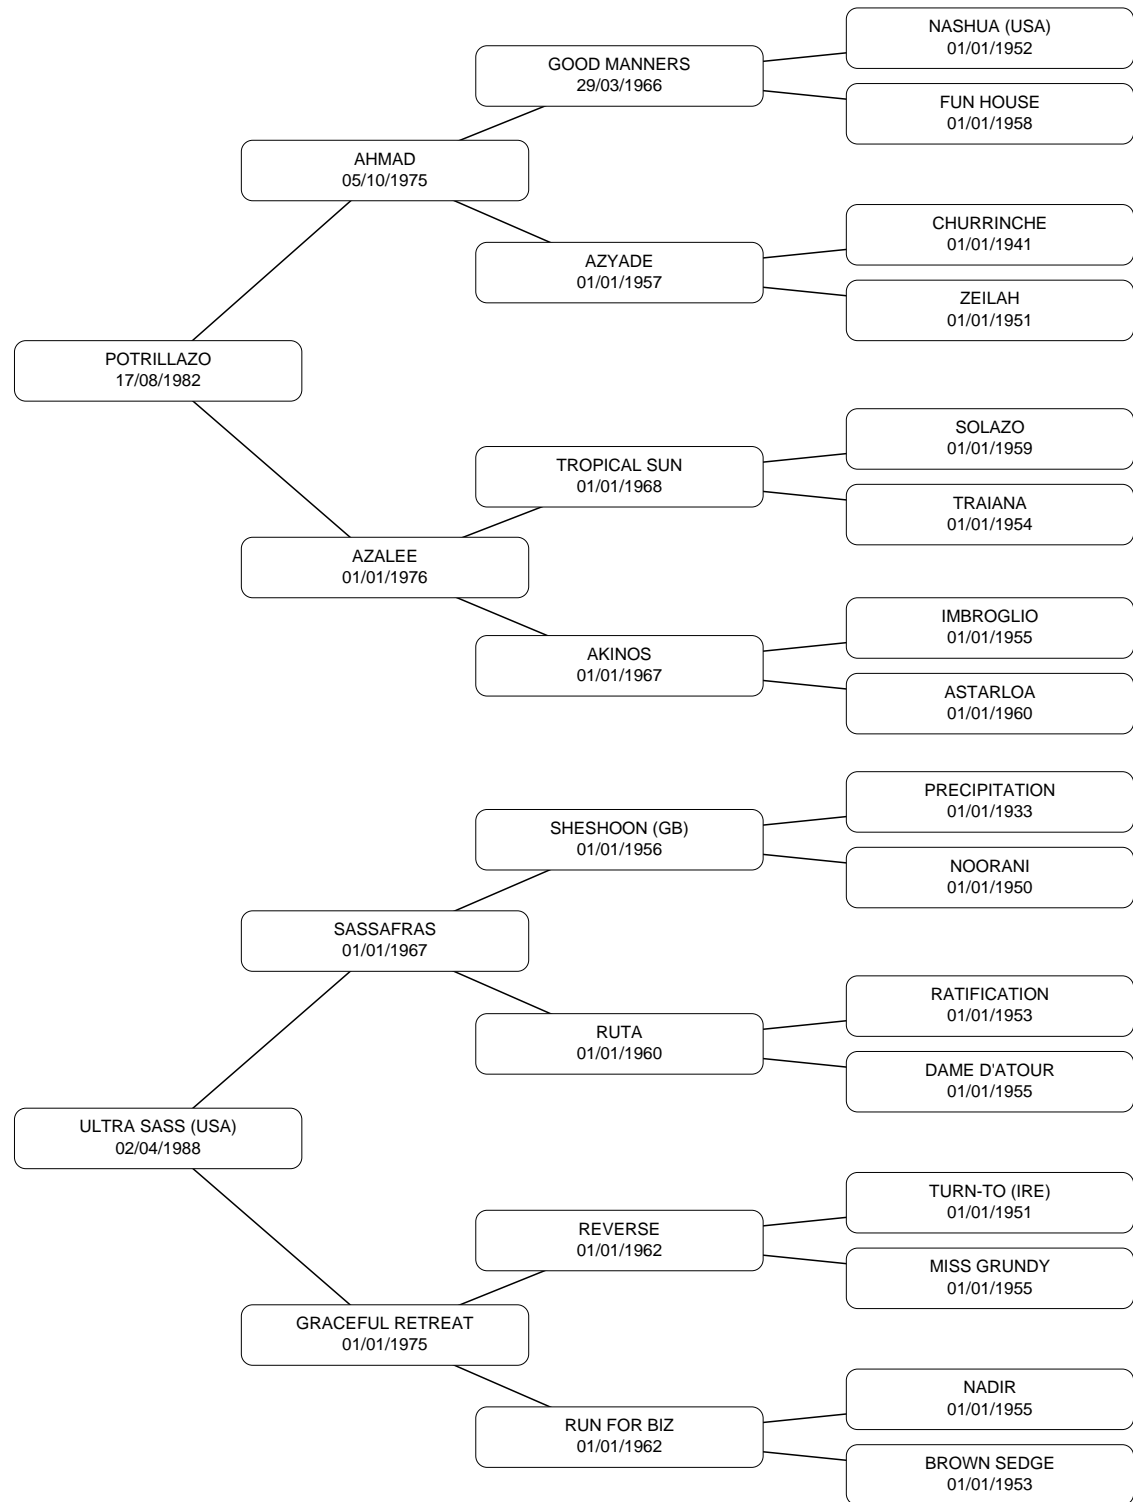 NASHUA (USA)
01/01/1952
GOOD MANNERS
29/03/1966
FUN HOUSE
01/01/1958
AHMAD
05/10/1975
CHURRINCHE
01/01/1941
AZYADE
01/01/1957
ZEILAH
01/01/1951
POTRILLAZO
17/08/1982
SOLAZO
01/01/1959
TROPICAL SUN
01/01/1968
TRAIANA
01/01/1954
AZALEE
01/01/1976
IMBROGLIO
01/01/1955
AKINOS
01/01/1967
ASTARLOA
01/01/1960
PRECIPITATION
01/01/1933
SHESHOON (GB)
01/01/1956
NOORANI
01/01/1950
SASSAFRAS
01/01/1967
RATIFICATION
01/01/1953
RUTA
01/01/1960
DAME D'ATOUR
01/01/1955
ULTRA SASS (USA)
02/04/1988
TURN-TO (IRE)
01/01/1951
REVERSE
01/01/1962
MISS GRUNDY
01/01/1955
GRACEFUL RETREAT
01/01/1975
NADIR
01/01/1955
RUN FOR BIZ
01/01/1962
BROWN SEDGE
01/01/1953